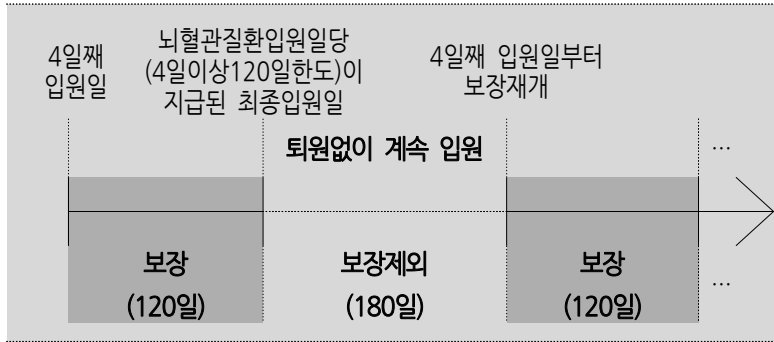 4일째
입원일
뇌혈관질환입원일당
(4일이상120일한도)이
지급된 최종입원일
4일째 입원일부터
보장재개
퇴원없이 계속 입원
...
보장
(120일)
보장제외
(180일)
보장
(120일)
...